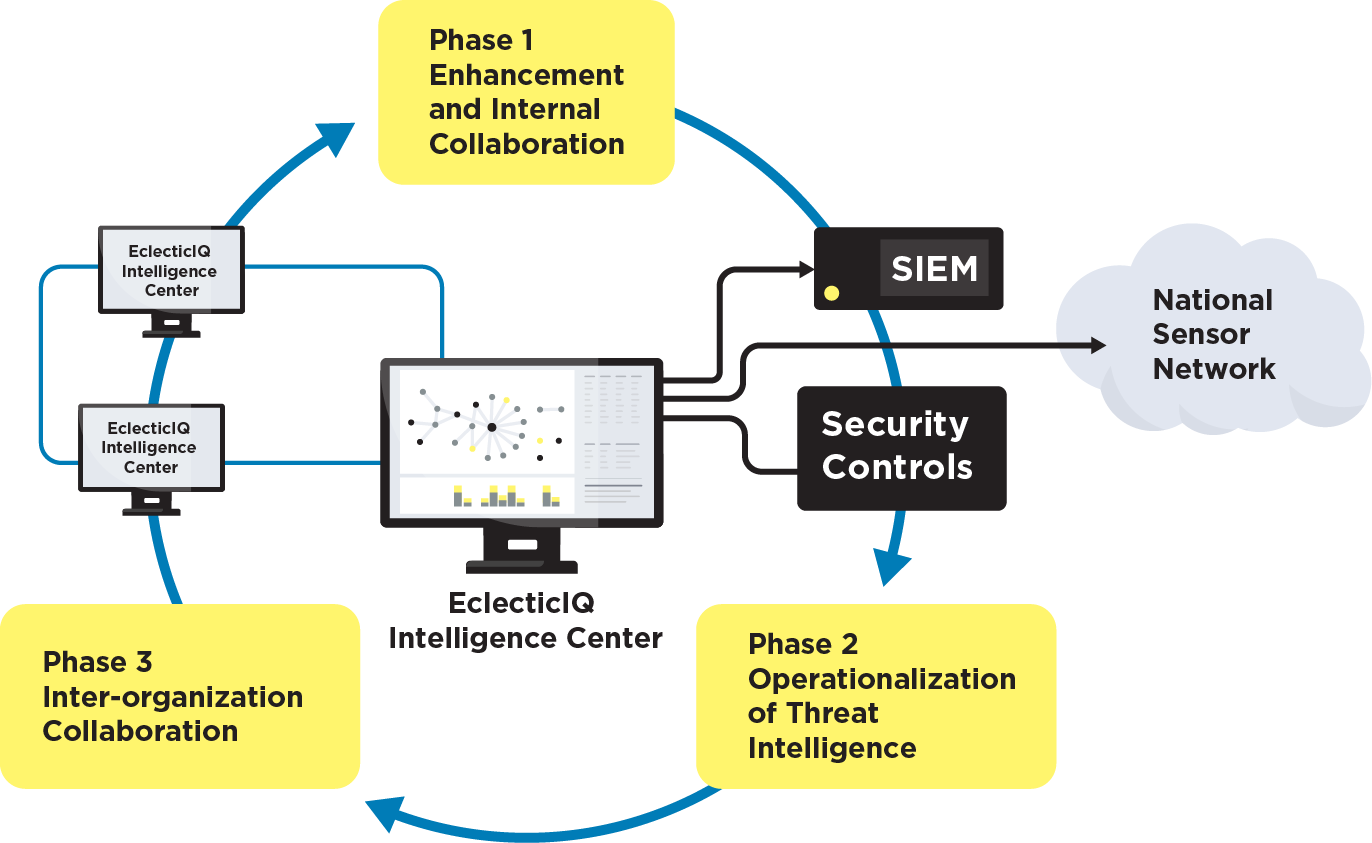 Phase 1
Enhancement
and Internal
Collaboration
EclecticIQ
Intelligence
Center
SIEM
National
Sensor
Network
EclecticIQ
Intelligence
Center
Security
Controls
EclecticIQ
Intelligence Center
Phase 3
Inter-organization
Collaboration
Phase 2
Operationalization
of Threat
Intelligence